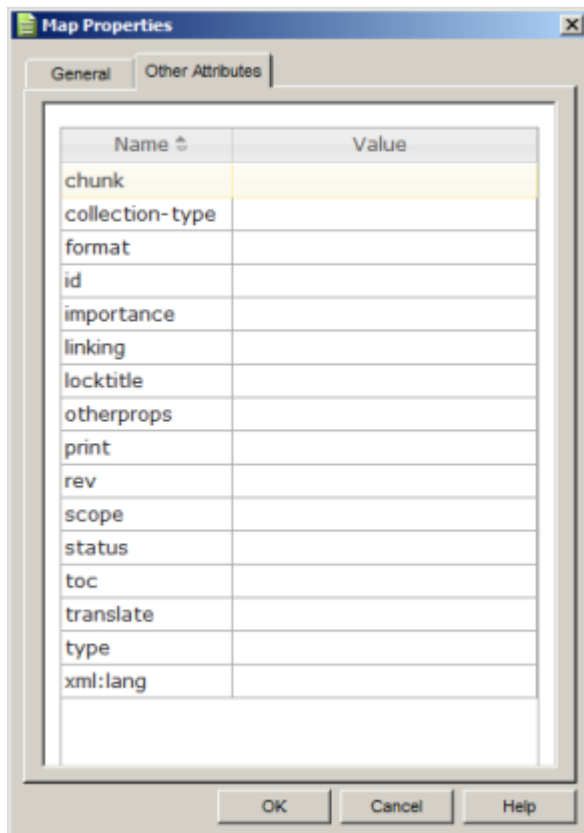 Map Properties
General Other Attributes
Name Value
chunk
collection-type
format
id
importance
linking
locktitle
otherprops
print
rev
scope
status
toc
translate
type
xml:lang
OK Cancel Help